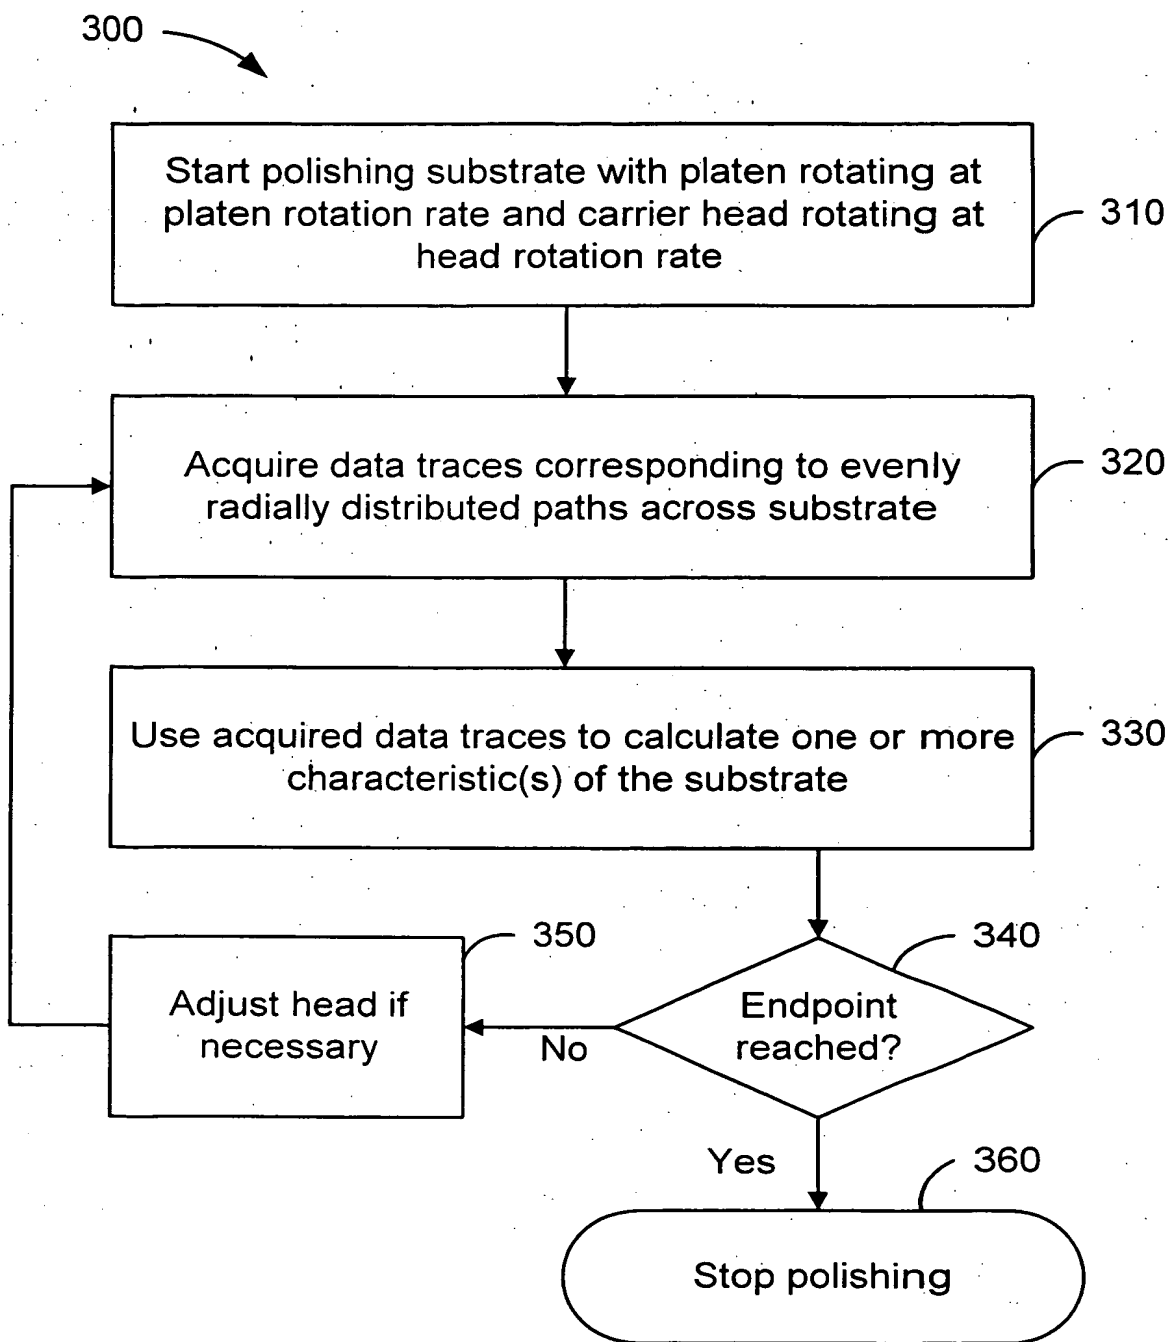 300
Start polishing substrate with platen rotating at
platen rotation rate and carrier head rotating at
head rotation rate
310
Acquire data traces corresponding to evenly
radially distributed paths across substrate
320
Use acquired data traces to calculate one or more
characteristic(s) of the substrate
330
350
340
Adjust head if
necessary
Endpoint
reached?
No
Yes
360
Stop polishing